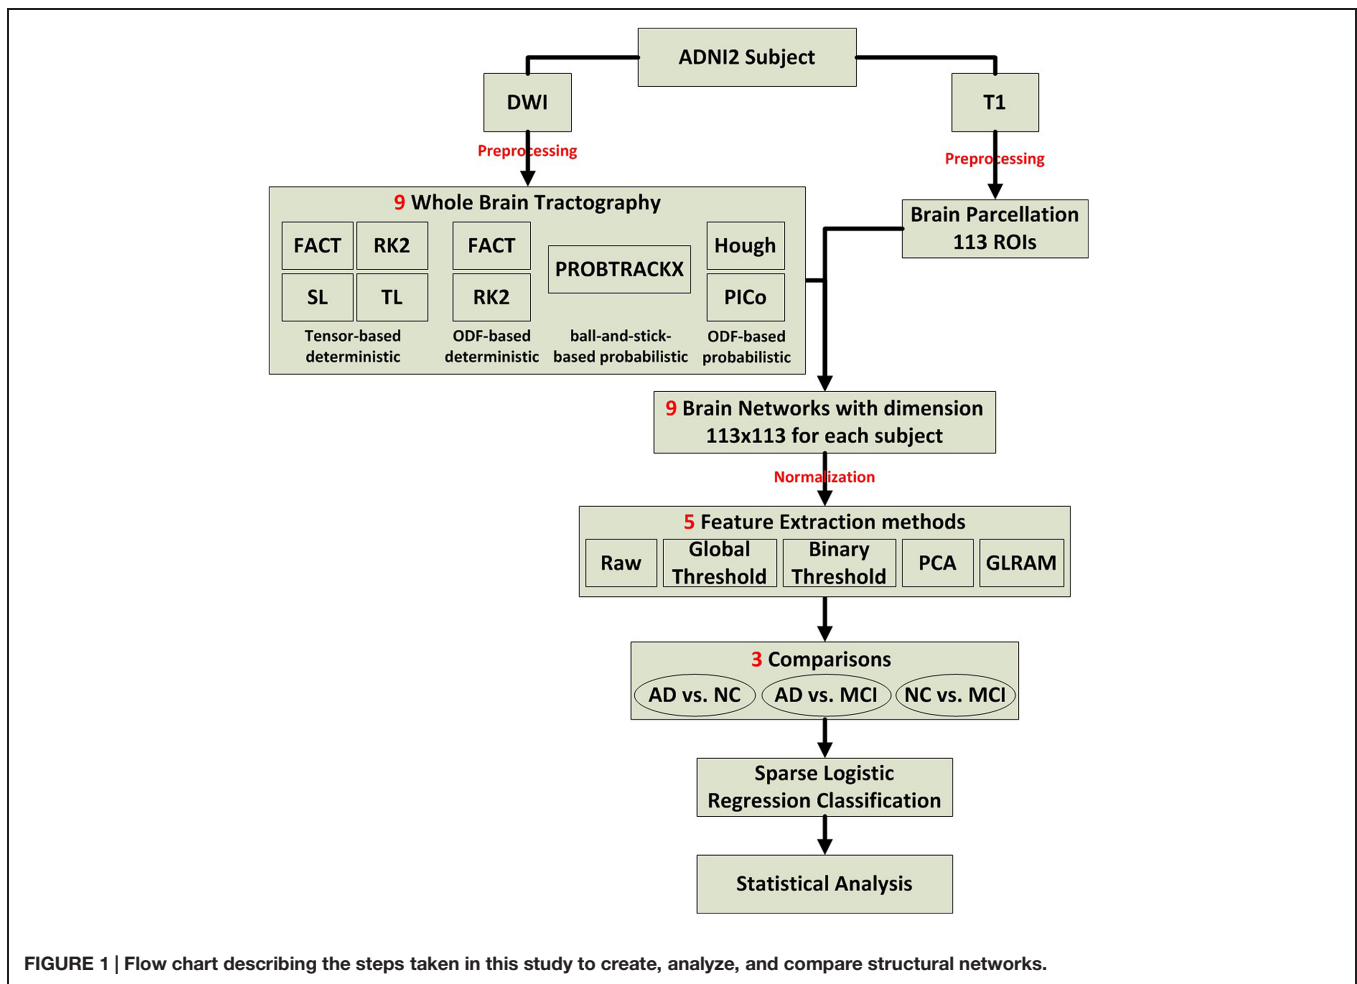 ADNI2 Subject
DWI
T1
Preprocessing
Preprocessing
9 Whole Brain Tractography
FACT
RK2
SL
TL
Tensor-based
deterministic
FACT
RK2
ODF-based
deterministic
PROBTRACKX
ball-and-stick-
based probabilistic
Hough
PICo
ODF-based
probabilistic
Brain Parcellation
113 ROIs
9 Brain Networks with dimension
113x113 for each subject
Normalization
5 Feature Extraction methods
Raw
Global
Threshold
Binary
Threshold
PCA
GLRAM
3 Comparisons
AD vs. NC
AD vs. MCI
NC vs. MCI
Sparse Logistic
Regression Classification
Statistical Analysis
FIGURE 1 | Flow chart describing the steps taken in this study to create, analyze, and compare structural networks.